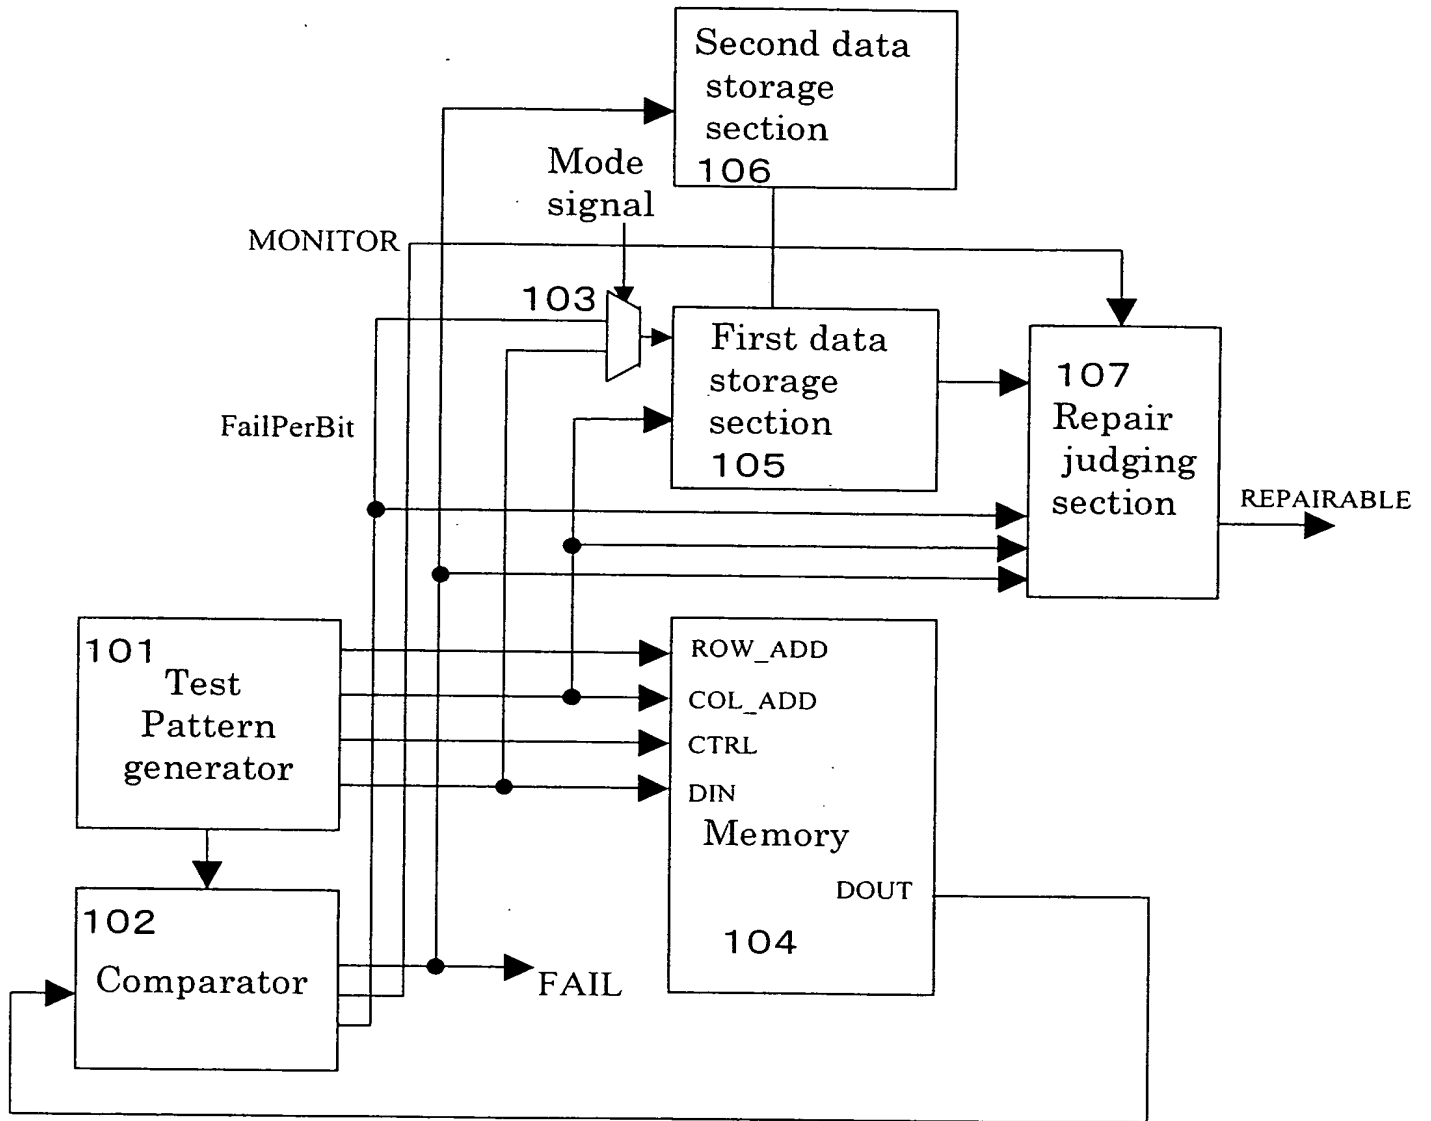 Second data
storage
section
106
Mode
signal
MONITOR
103
First data
storage
section
105
107
Repair
judging
section
FailPerBit
REPAIRABLE
101
Test
Pattern
generator
ROW_ADD
COL_ADD
CTRL
DIN
Memory
DOUT
104
102
Comparator
FAIL